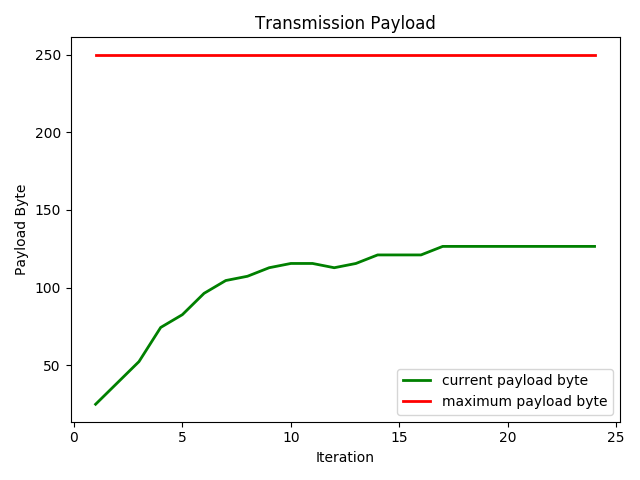 Transmission Payload
250
200
150
100
50
Payload Byte
0
5
10
15
20
25
Iteration
current payload byte
maximum payload byte